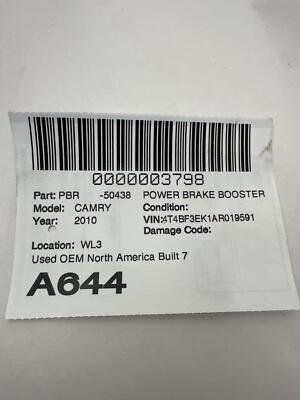 0000003798
Part: PBR -50438 POWER BRAKE BOOSTER
Model: CAMRY Condition:
Year: 2010 VIN:4T4BF3EK1AR019591
Damage Code:
Location: WL3
Used OEM North America Built 7
A644